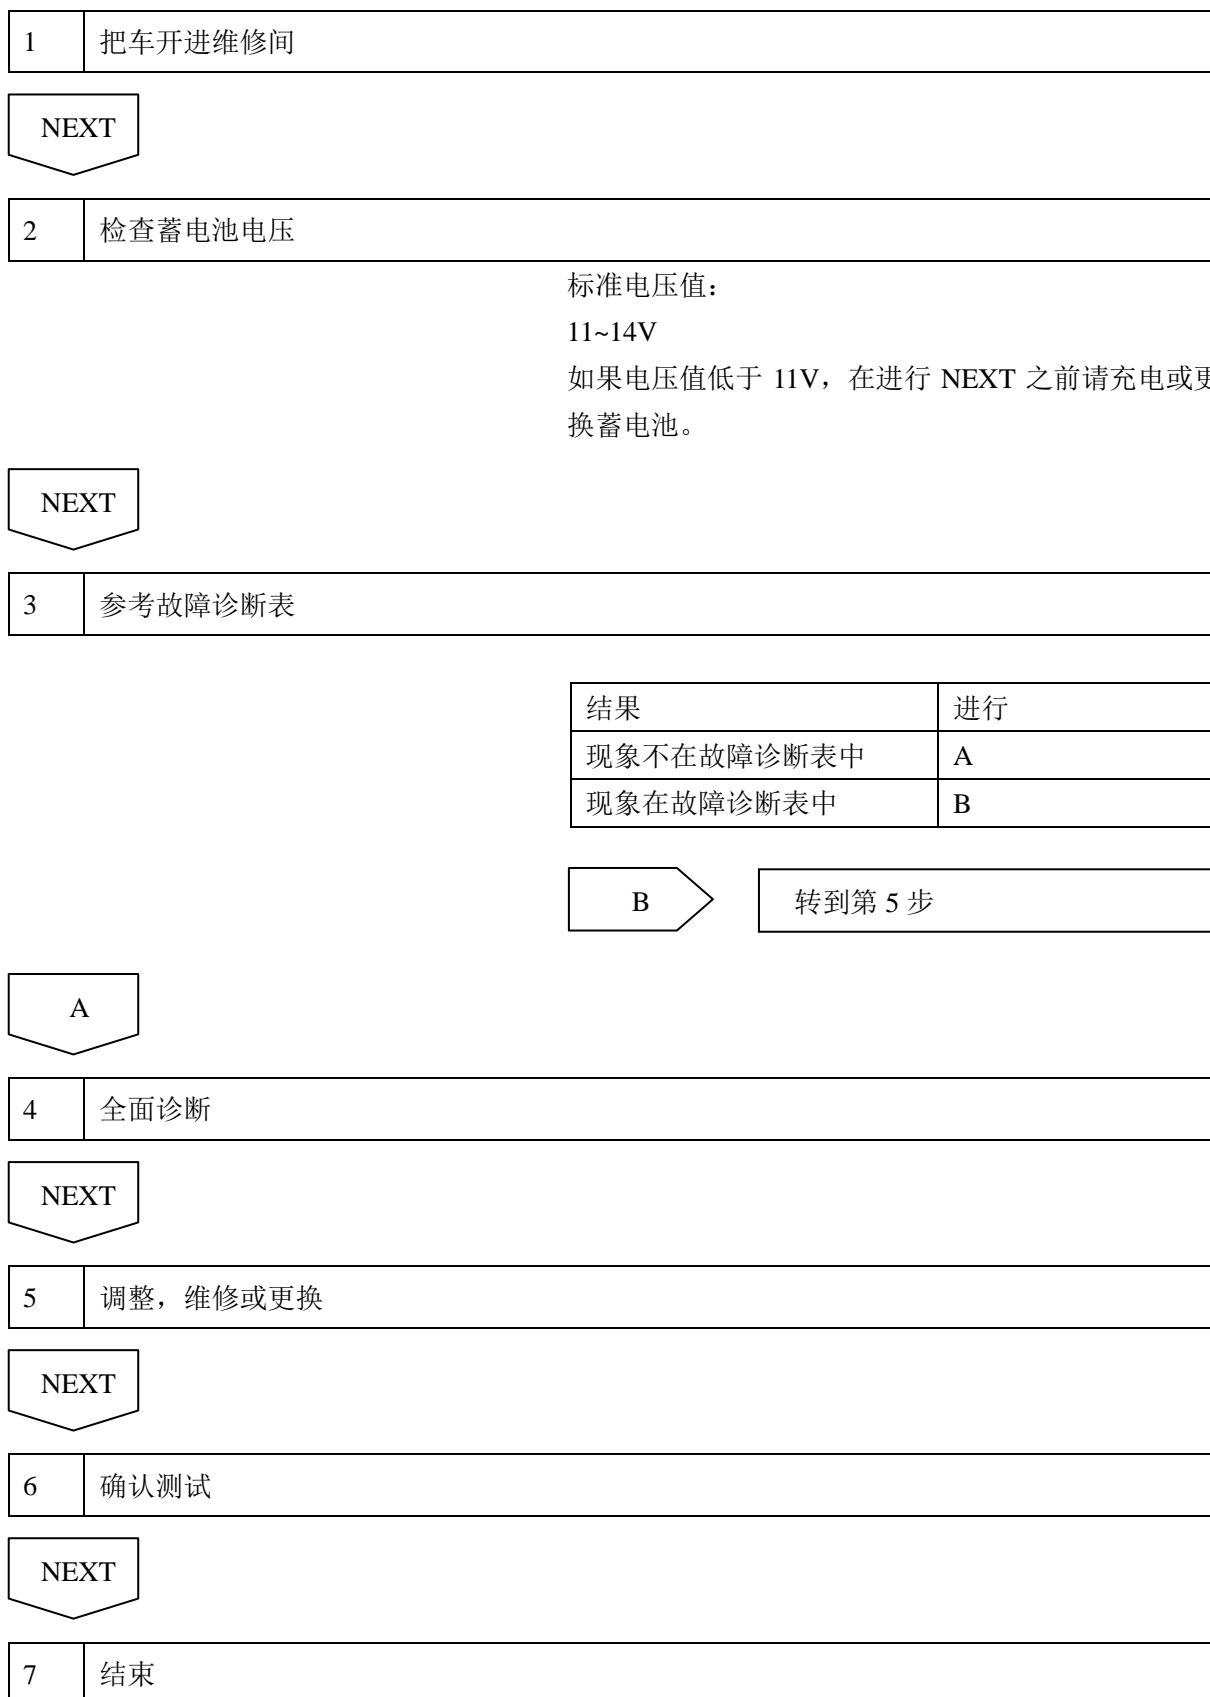 1 把车开进维修间
NEXT
2 检查蓄电池电压
标准电压值：
11~14V
如果电压值低于 11V，在进行 NEXT 之前请充电或更
换蓄电池。
NEXT
3 参考故障诊断表
结果 进行
现象不在故障诊断表中 A
现象在故障诊断表中 B
B 转到第 5 步
A
4 全面诊断
NEXT
5 调整，维修或更换
NEXT
6 确认测试
NEXT
7 结束